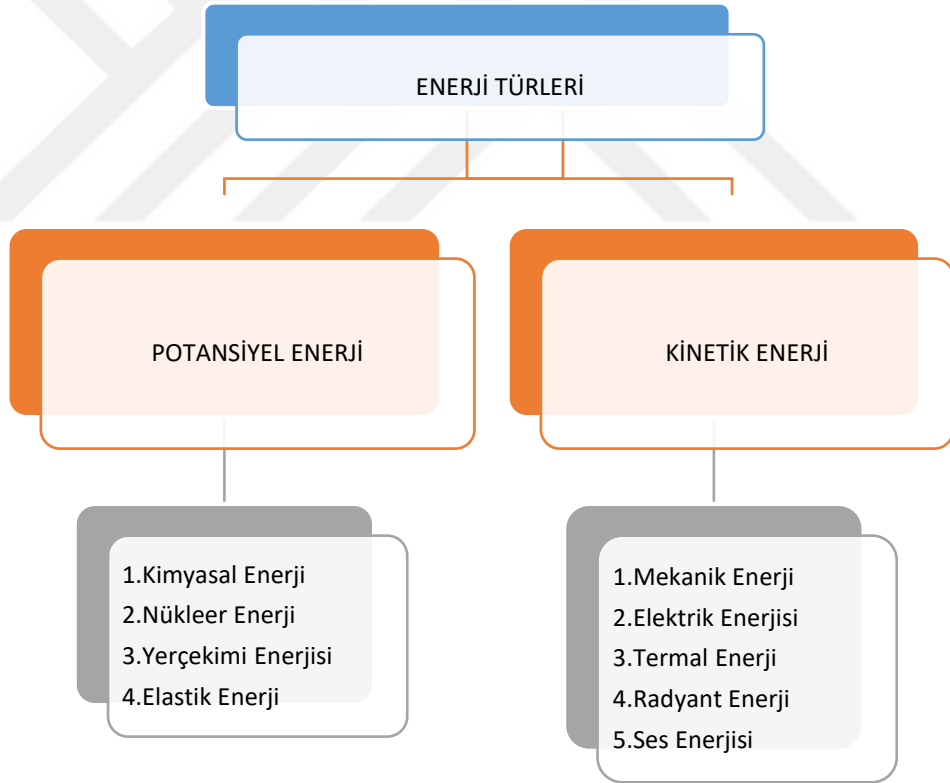 ENERJİ TÜRLERİ
POTANSİYEL ENERJİ
KİNETİK ENERJİ
1.Kimyasal Enerji
2.Nükleer Enerji
3.Yerçekimi Enerjisi
4.Elastik Enerji
1.Mekanik Enerji
2.Elektrik Enerjisi
3.Termal Enerji
4.Radyant Enerji
5.Ses Enerjisi